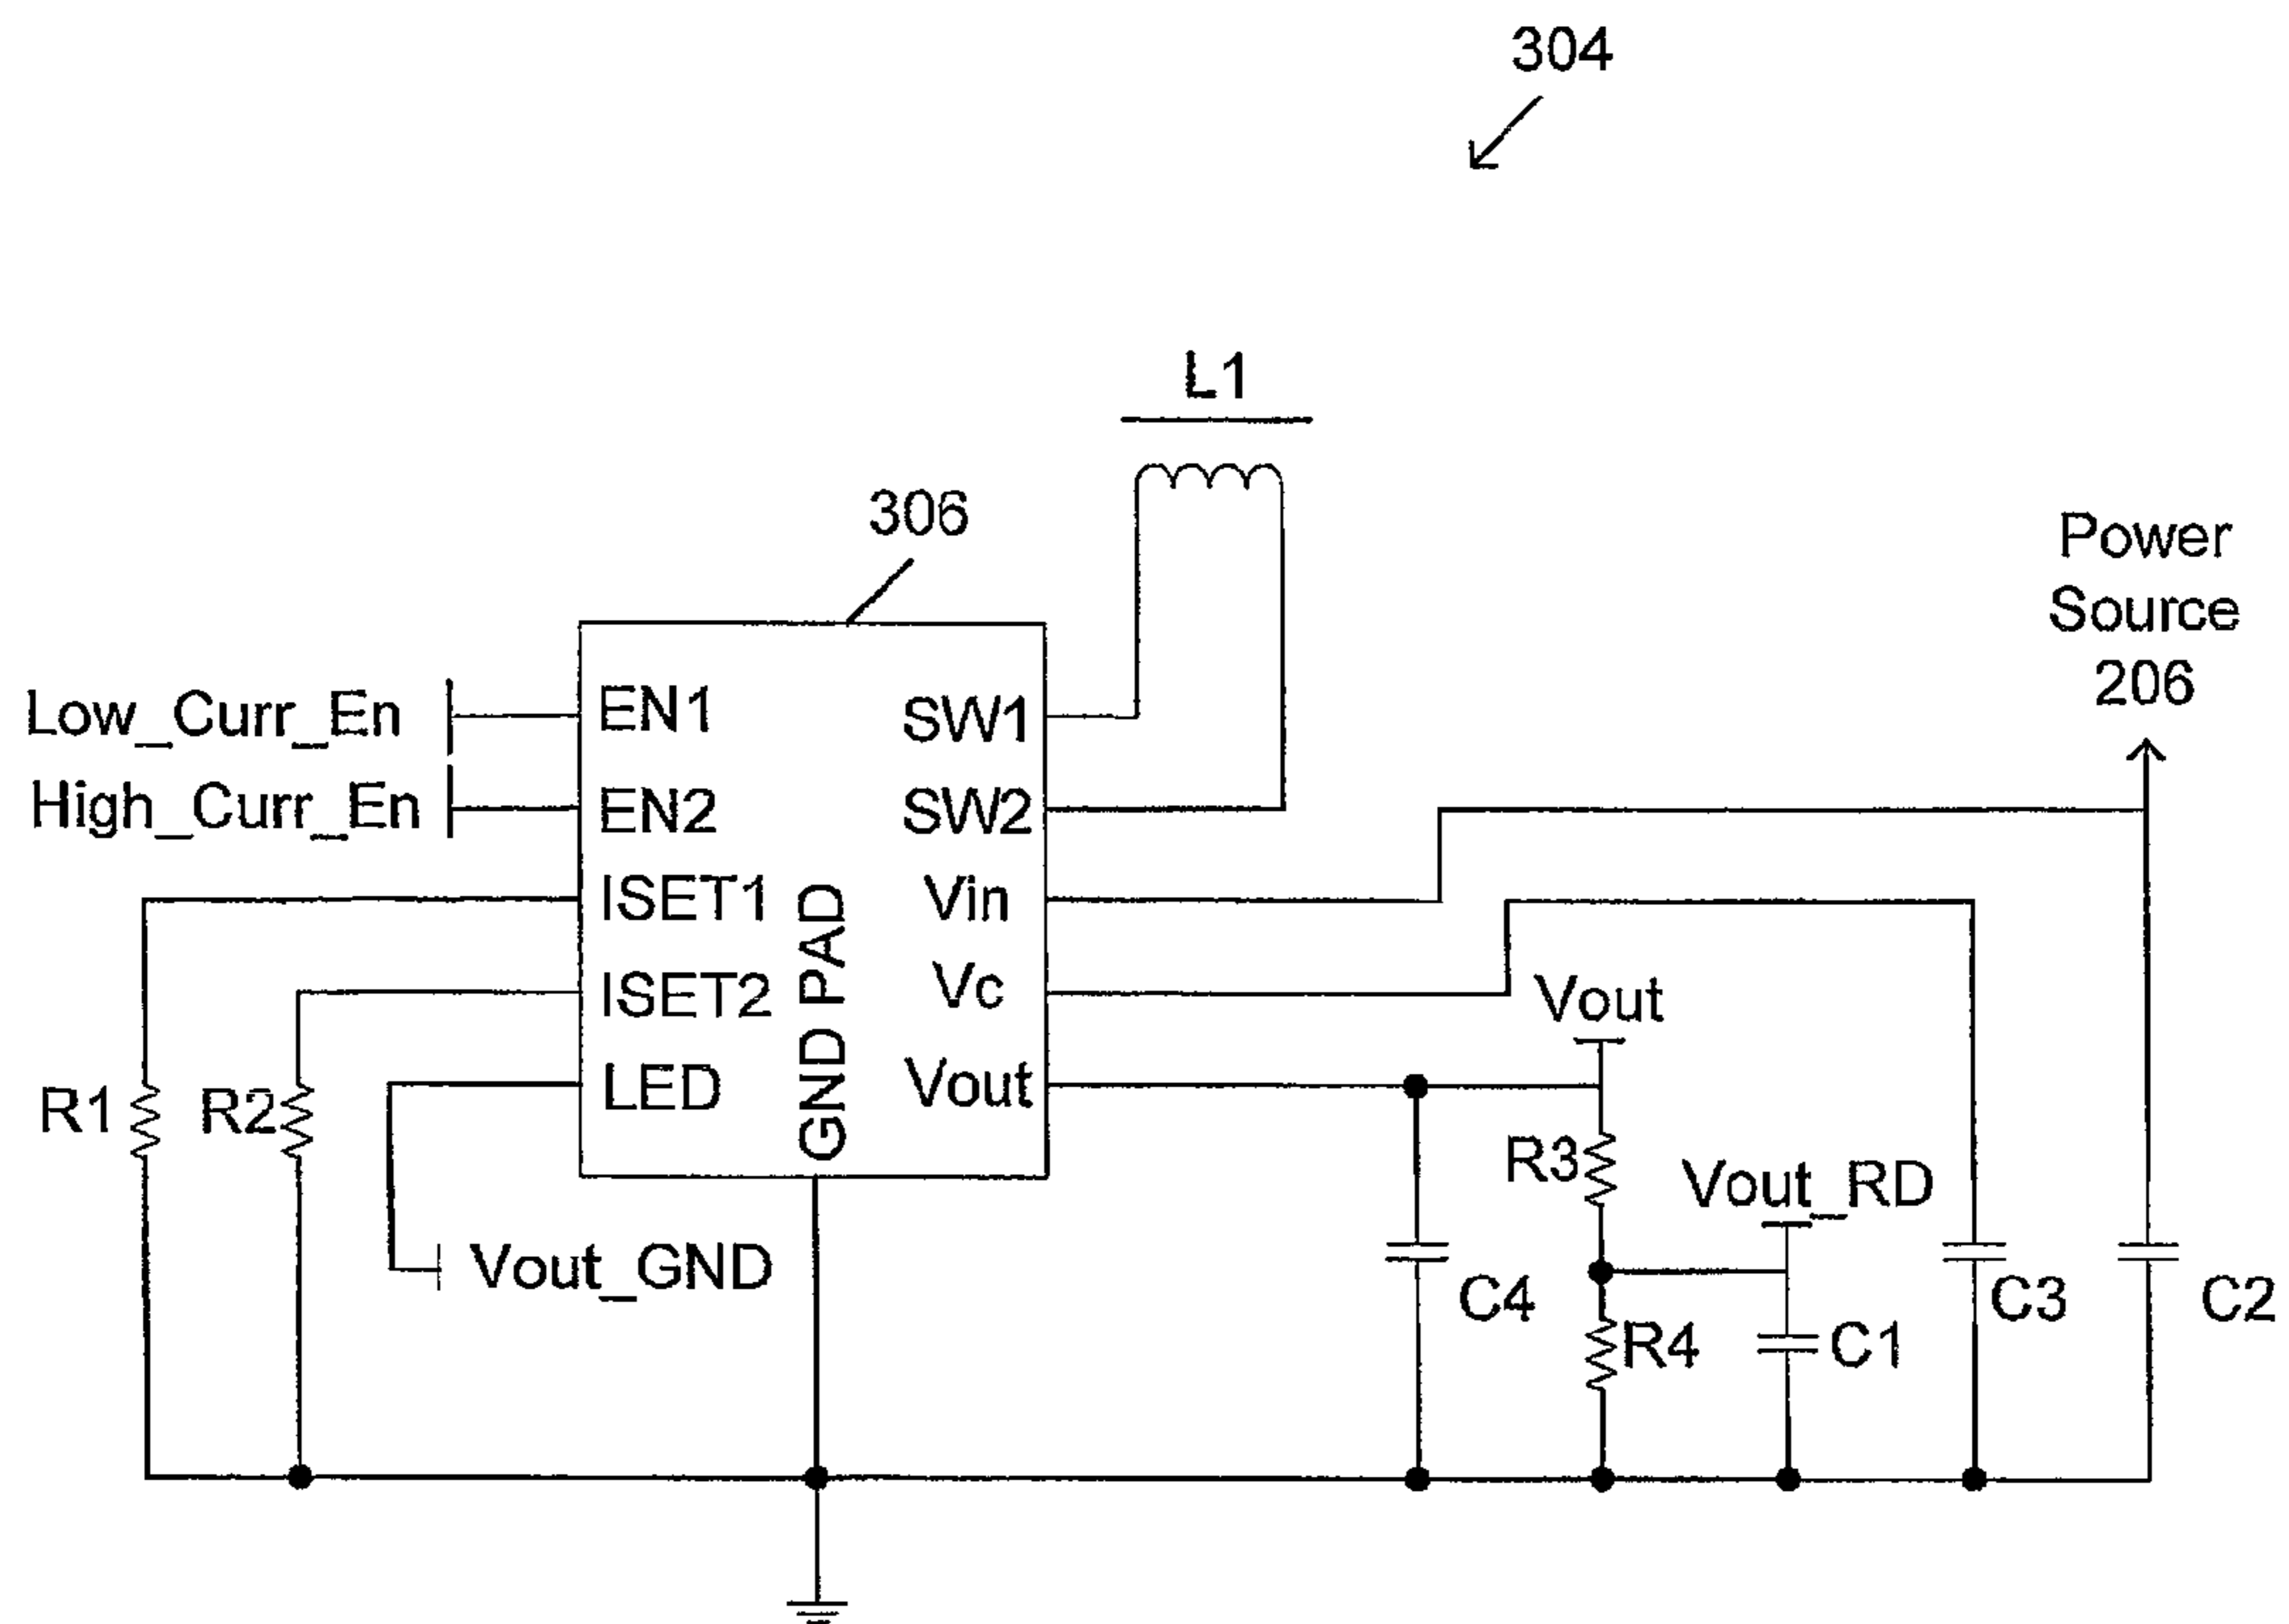 304
L1
306
Power
Source
206
Low_Curr_En
High_Curr_En
EN1
EN2
ISET1
ISET2
LED
GND PAD
SW1
SW2
Vin
Vc
Vout
Vout
R1
R2
R3
Vout_RD
Vout_GND
C4
R4
C1
C3
C2